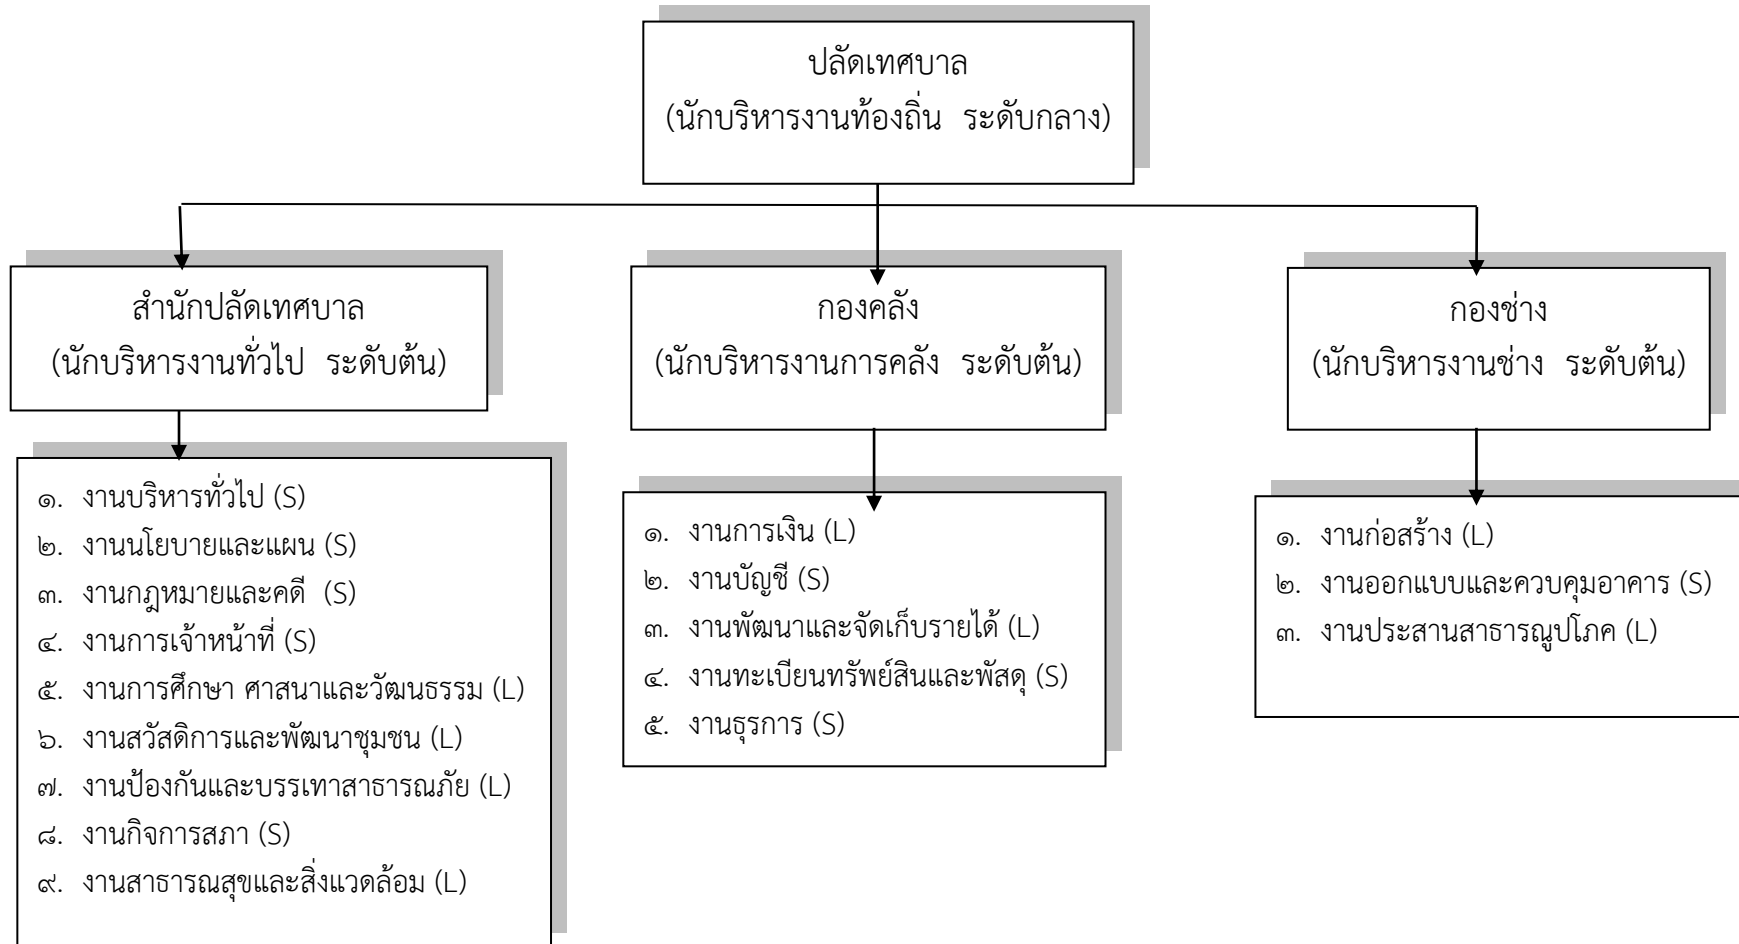 ปลัดเทศบาล
(นักบริหารงานท้องถิ่น ระดับกลาง)
สำนักปลัดเทศบาล
(นักบริหารงานทั่วไป ระดับต้น)
กองคลัง
(นักบริหารงานการคลัง ระดับต้น)
กองช่าง
(นักบริหารงานช่าง ระดับต้น)
๑. งานบริหารทั่วไป (S)
๒. งานนโยบายและแผน (S)
๓. งานกฎหมายและคดี (S)
๔. งานการเจ้าหน้าที่ (S)
๕. งานการศึกษา ศาสนาและวัฒนธรรม (L)
๖. งานสวัสดิการและพัฒนาชุมชน (L)
๗. งานป้องกันและบรรเทาสาธารณภัย (L)
๘. งานกิจการสภา (S)
๙. งานสาธารณสุขและสิ่งแวดล้อม (L)
๑. งานการเงิน (L)
๒. งานบัญชี (S)
๓. งานพัฒนาและจัดเก็บรายได้ (L)
๔. งานทะเบียนทรัพย์สินและพัสดุ (S)
๕. งานธุรการ (S)
๑. งานก่อสร้าง (L)
๒. งานออกแบบและควบคุมอาคาร (S)
๓. งานประสานสาธารณูปโภค (L)